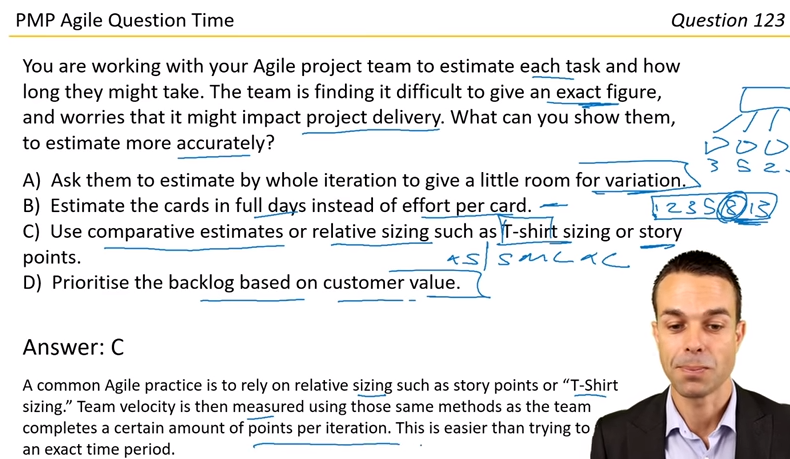 PMP Agile Question Time
Question 123
You are working with your Agile project team to estimate each task and how
long they might take. The team is finding it difficult to give an exact figure,
and worries that it might impact project delivery. What can you show them,
to estimate more accurately?
3 5 2
A) Ask them to estimate by whole iteration to give a little room for variation.
B) Estimate the cards in full days instead of effort per card.
1 2 3 5 8 13
C) Use comparative estimates or relative sizing such as T-shirt sizing or story
points.
XS S M L XL
D) Prioritise the backlog based on customer value.
Answer: C
A common Agile practice is to rely on relative sizing such as story points or “T-Shirt
sizing.” Team velocity is then measured using those same methods as the team
completes a certain amount of points per iteration. This is easier than trying to
an exact time period.